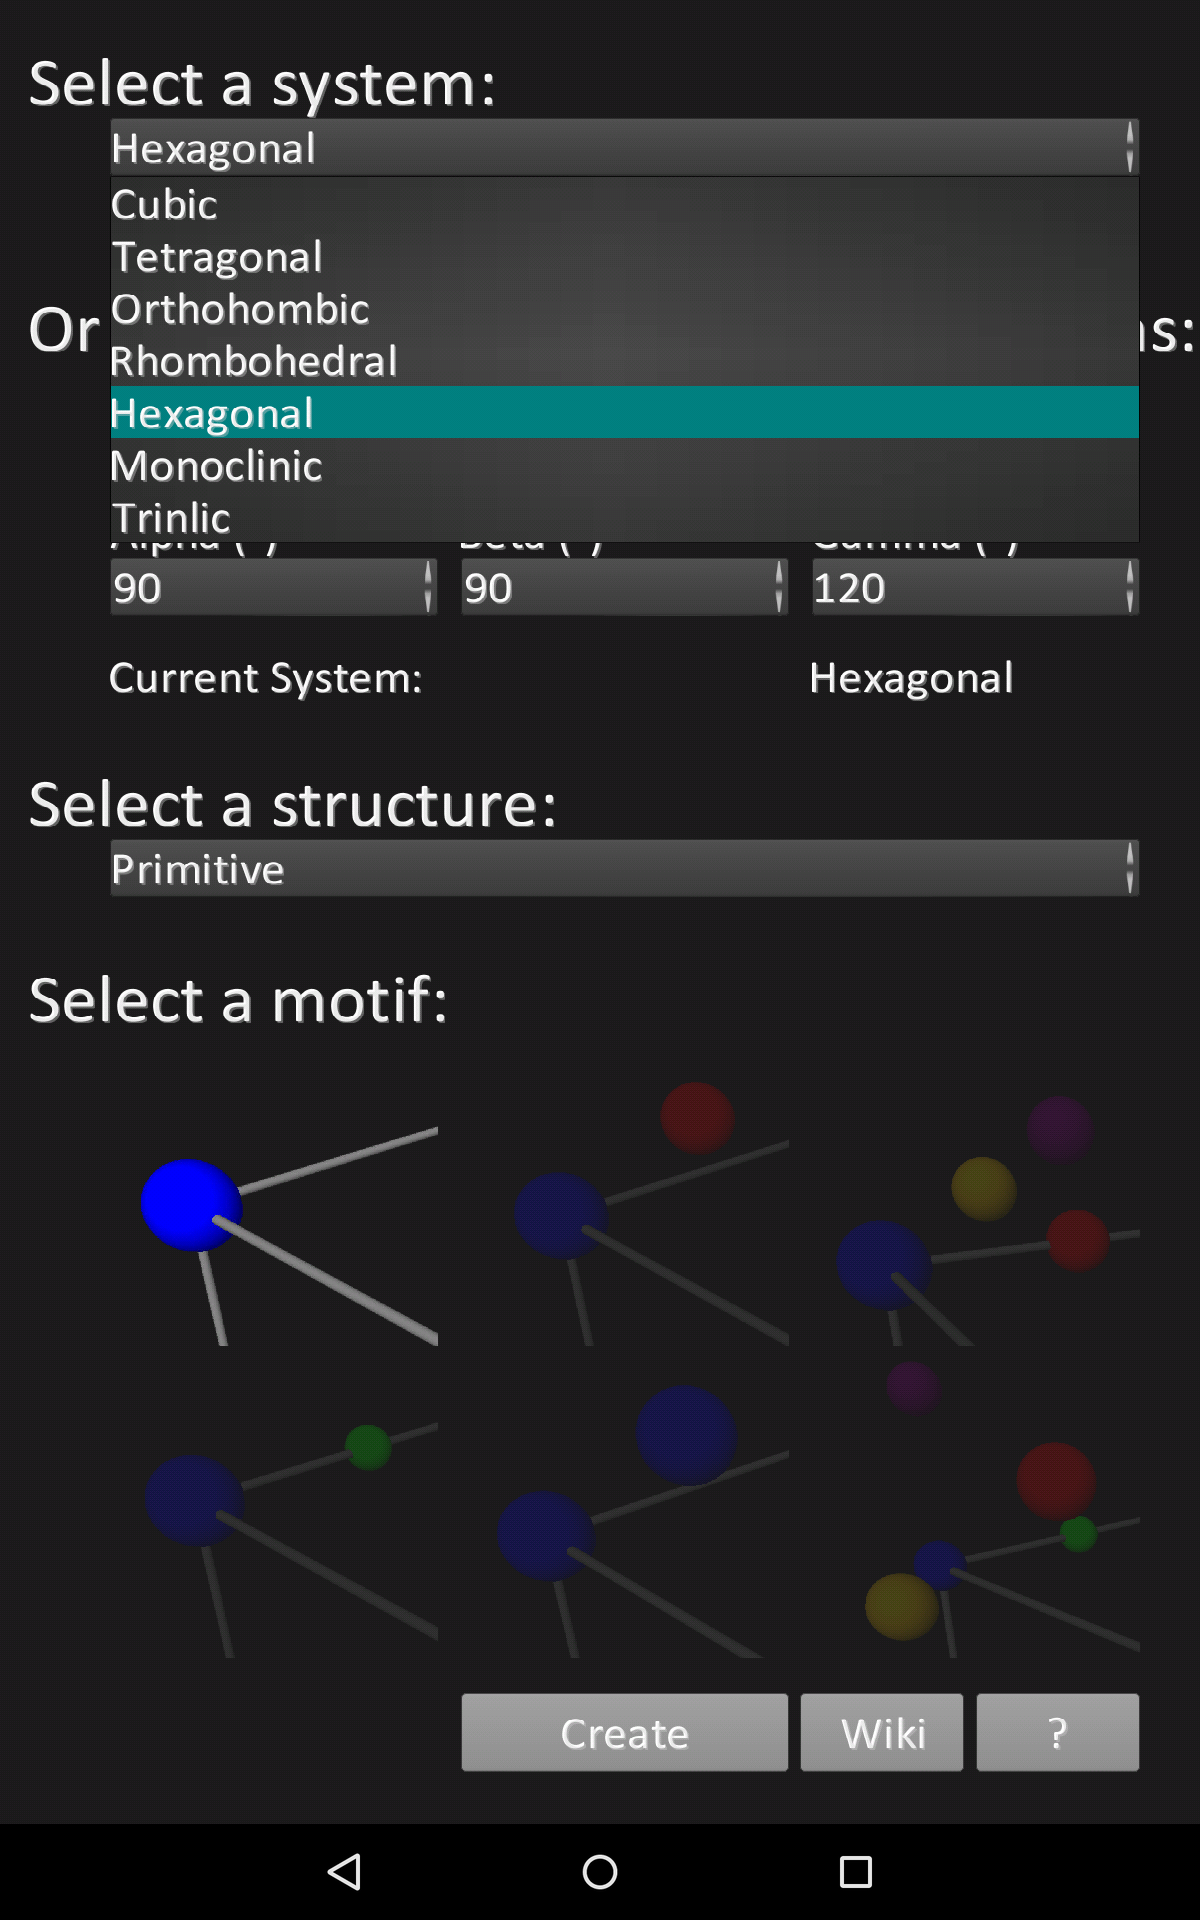 Select a system:
Hexagonal
Cubic
Tetragonal
Orthohombic
Or
Rhombohedral
Hexagonal
Monoclinic
Trinlic
90 90 120
Current System: Hexagonal
Select a structure:
Primitive
Select a motif:
Create Wiki ?